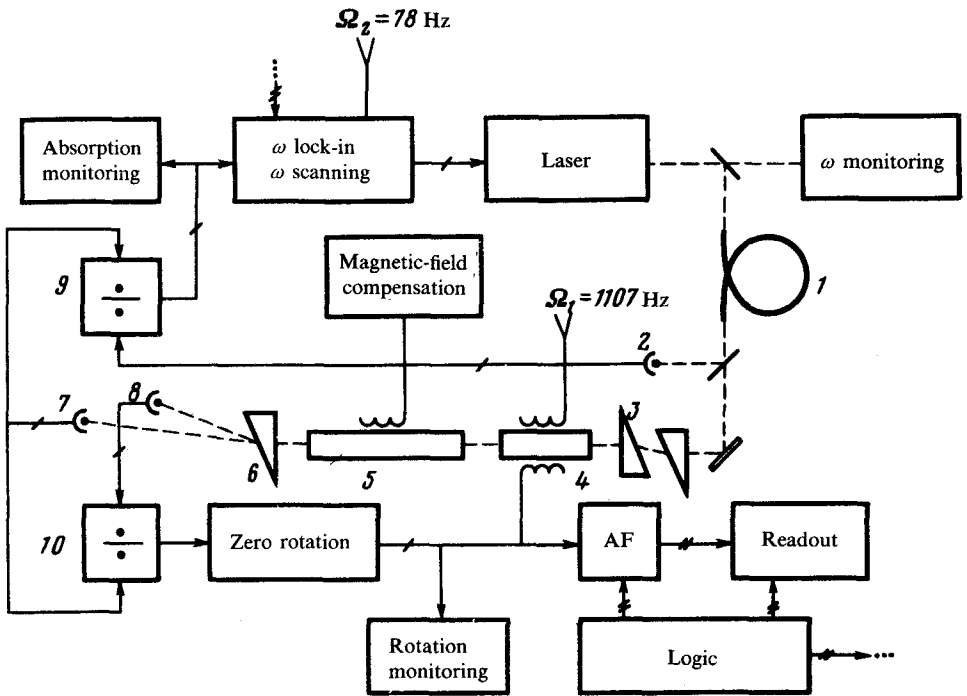 Ω₂ = 78 Hz
Absorption
monitoring
ω lock-in
ω scanning
Laser
ω monitoring
9
÷
Magnetic-field
compensation
Ω₁ = 1107 Hz
1
2
7
8
3
6
5
4
10
÷
Zero rotation
AF
Readout
Rotation
monitoring
Logic